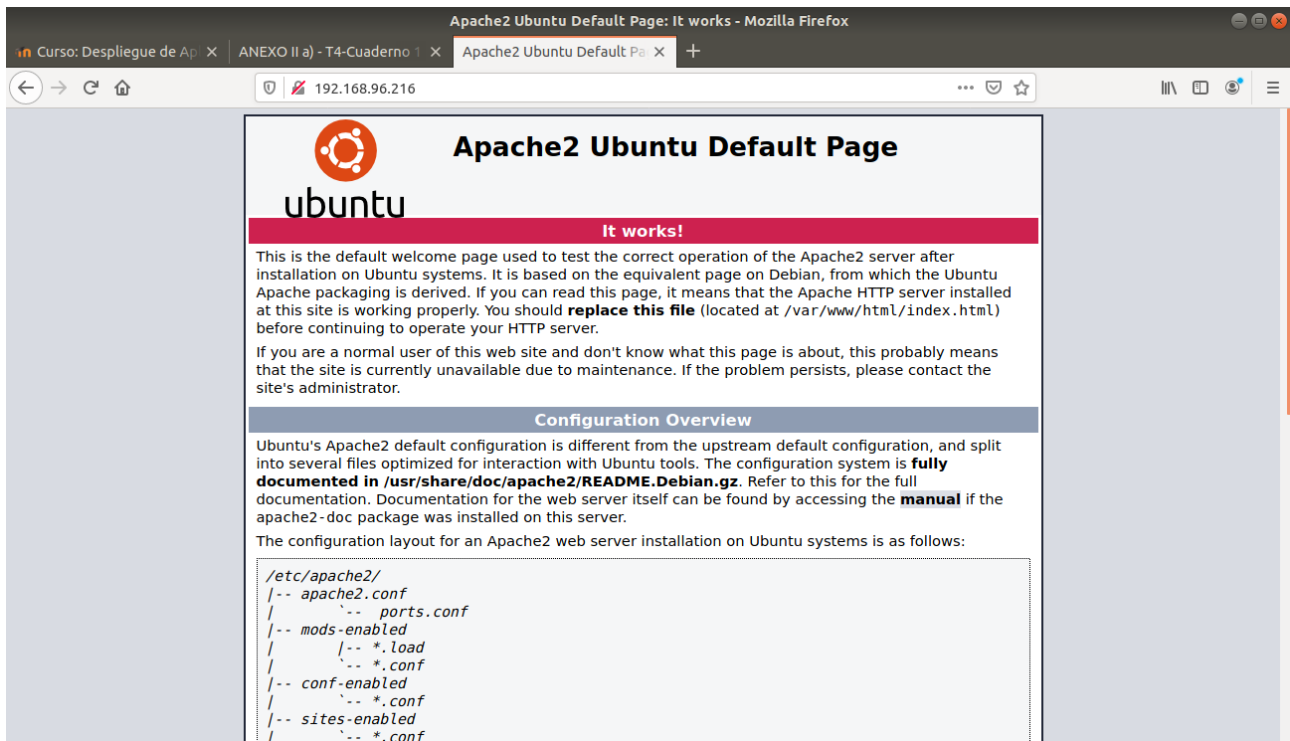 Apache2 Ubuntu Default Page: It works - Mozilla Firefox
Curso: Despliegue de Ap
ANEXO II a) - T4-Cuaderno 1
Apache2 Ubuntu Default Pa
192.168.96.216
ubuntu
Apache2 Ubuntu Default Page
It works!
This is the default welcome page used to test the correct operation of the Apache2 server after
installation on Ubuntu systems. It is based on the equivalent page on Debian, from which the Ubuntu
Apache packaging is derived. If you can read this page, it means that the Apache HTTP server installed
at this site is working properly. You should replace this file (located at /var/www/html/index.html)
before continuing to operate your HTTP server.
If you are a normal user of this web site and don't know what this page is about, this probably means
that the site is currently unavailable due to maintenance. If the problem persists, please contact the
site's administrator.
Configuration Overview
Ubuntu's Apache2 default configuration is different from the upstream default configuration, and split
into several files optimized for interaction with Ubuntu tools. The configuration system is fully
documented in /usr/share/doc/apache2/README.Debian.gz. Refer to this for the full
documentation. Documentation for the web server itself can be found by accessing the manual if the
apache2-doc package was installed on this server.
The configuration layout for an Apache2 web server installation on Ubuntu systems is as follows:
/etc/apache2/
|-- apache2.conf
|       `--  ports.conf
|-- mods-enabled
|       |-- *.load
|       `-- *.conf
|-- conf-enabled
|       `-- *.conf
|-- sites-enabled
|       `-- *.conf